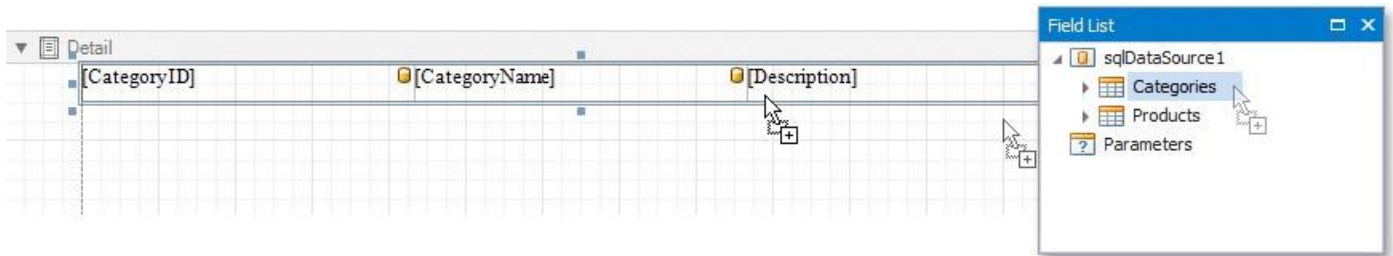 Detail
[CategoryID] [CategoryName] [Description]
Field List
sqlDataSource1
Categories
Products
Parameters